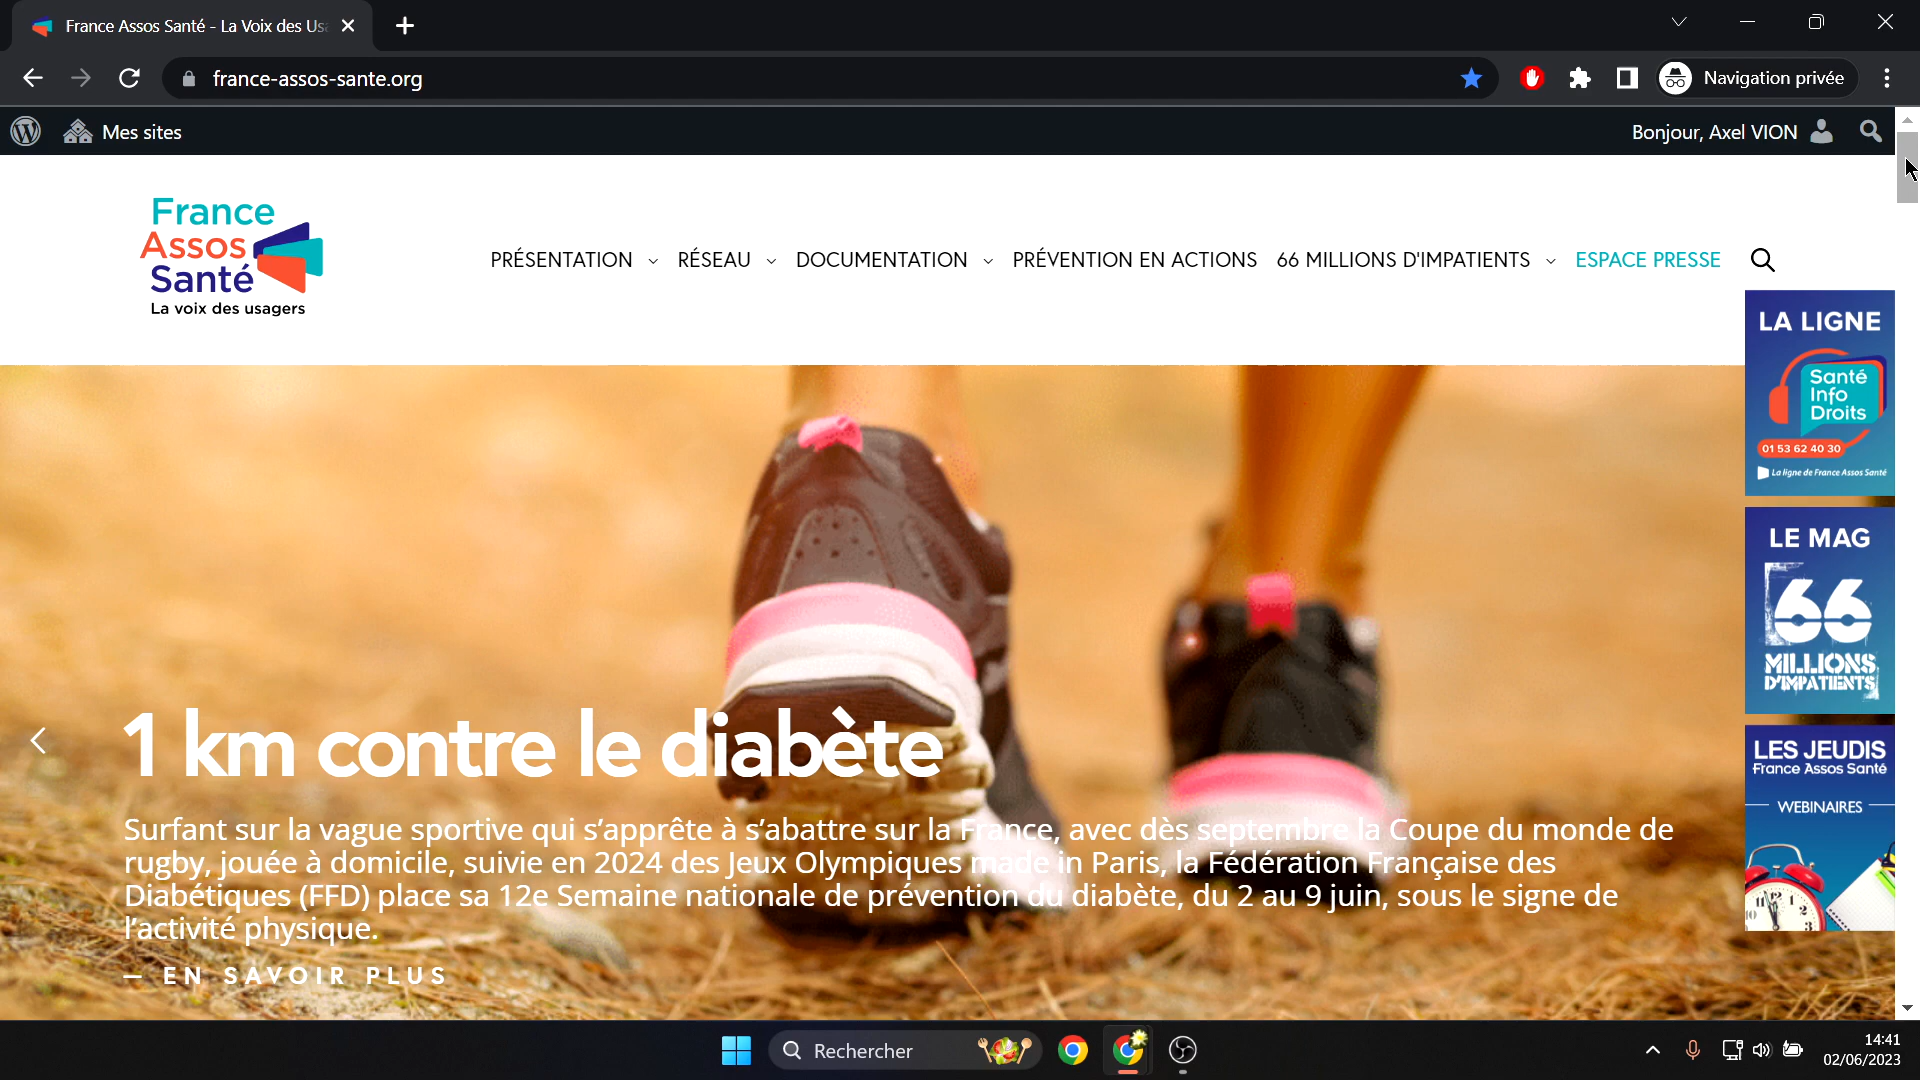 France Assos Santé - La Voix des Us
france-assos-sante.org
Navigation privée
Mes sites
Bonjour, Axel VION
France
Assos
Santé
La voix des usagers
PRÉSENTATION RÉSEAU DOCUMENTATION PRÉVENTION EN ACTIONS 66 MILLIONS D'IMPATIENTS ESPACE PRESSE
LA LIGNE
Santé
Info
Droits
01 53 62 40 30
La ligne de France Assos Santé
LE MAG
66
MILLIONS
D'IMPATIENTS
LES JEUDIS
France Assos Santé
WEBINAIRES
1 km contre le diabète
Surfant sur la vague sportive qui s’apprête à s’abattre sur la France, avec dès septembre la Coupe du monde de
rugby, jouée à domicile, suivie en 2024 des Jeux Olympiques made in Paris, la Fédération Française des
Diabétiques (FFD) place sa 12e Semaine nationale de prévention du diabète, du 2 au 9 juin, sous le signe de
l’activité physique.
— EN SAVOIR PLUS
Rechercher
14:41
02/06/2023